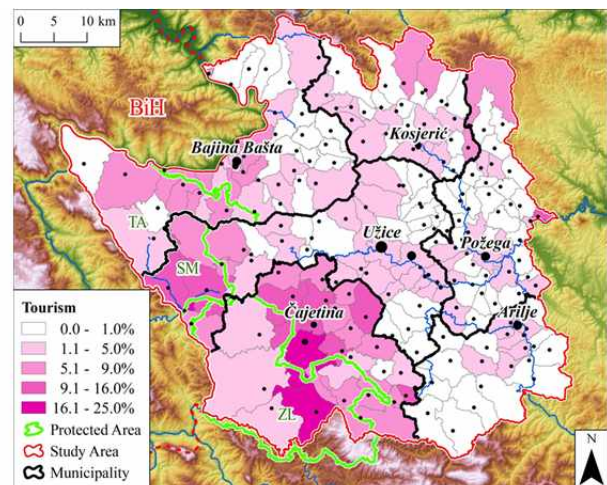 0 5 10 km
BiH
Kosjerić
Bajina Bašta
TA
Užice
Požega
SM
Čajetina
Arilje
ZL
Tourism
0.0 - 1.0%
1.1 - 5.0%
5.1 - 9.0%
9.1 - 16.0%
16.1 - 25.0%
Protected Area
Study Area
Municipality
N